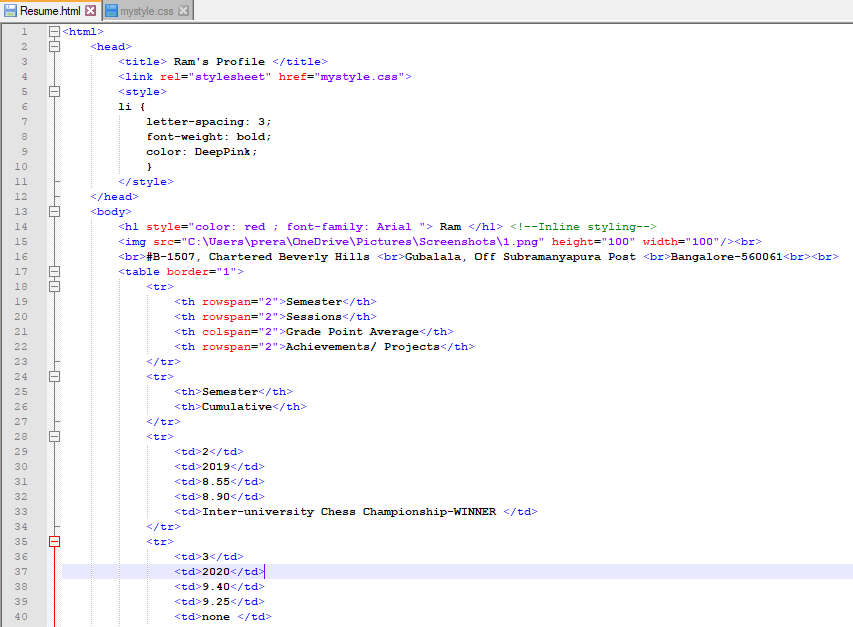 Resume.html mystyle.css
1 <html>
2 <head>
3 <title> Ram's Profile </title>
4 <link rel="stylesheet" href="mystyle.css">
5 <style>
6 li {
7 letter-spacing: 3;
8 font-weight: bold;
9 color: DeepPink;
10 }
11 </style>
12 </head>
13 <body>
14 <h1 style="color: red ; font-family: Arial "> Ram </h1> <!--Inline styling-->
15 <img src="C:\Users\prera\OneDrive\Pictures\Screenshots\1.png" height="100" width="100"/><br>
16 <br>#B-1507, Chartered Beverly Hills <br>Gubalala, Off Subramanyapura Post <br>Bangalore-560061<br><br>
17 <table border="1">
18 <tr>
19 <th rowspan="2">Semester</th>
20 <th rowspan="2">Sessions</th>
21 <th colspan="2">Grade Point Average</th>
22 <th rowspan="2">Achievements/ Projects</th>
23 </tr>
24 <tr>
25 <th>Semester</th>
26 <th>Cumulative</th>
27 </tr>
28 <tr>
29 <td>2</td>
30 <td>2019</td>
31 <td>8.55</td>
32 <td>8.90</td>
33 <td>Inter-university Chess Championship-WINNER </td>
34 </tr>
35 <tr>
36 <td>3</td>
37 <td>2020</td>
38 <td>9.40</td>
39 <td>9.25</td>
40 <td>none </td>